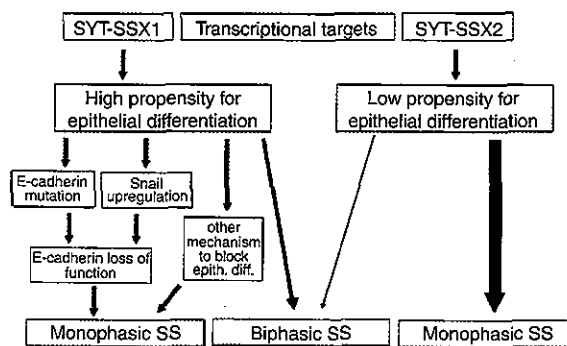 SYT-SSX1
Transcriptional targets
SYT-SSX2
High propensity for
epithelial differentiation
Low propensity for
epithelial differentiation
E-cadherin
mutation
Snail
upregulation
other
mechanism
to block
epith. diff.
E-cadherin loss of
function
Monophasic SS
Biphasic SS
Monophasic SS